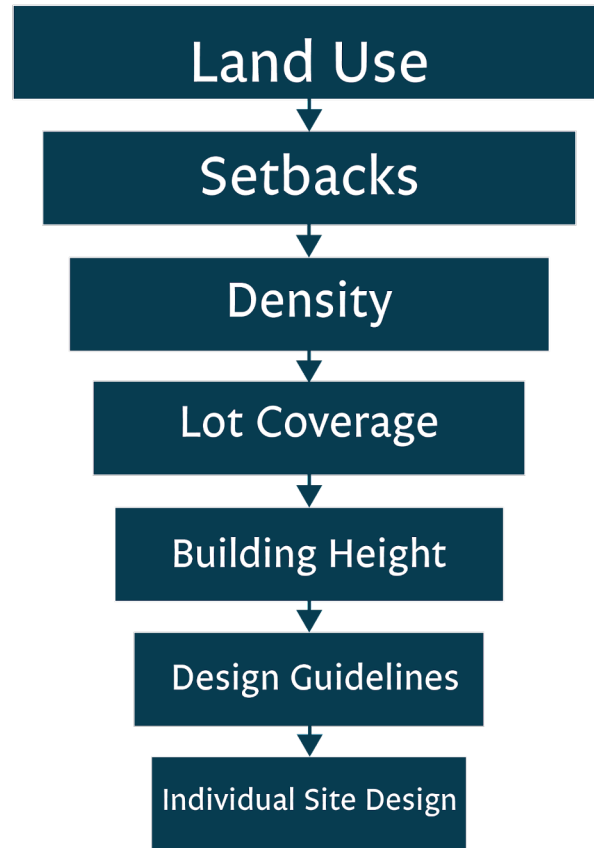 Land Use
Setbacks
Density
Lot Coverage
Building Height
Design Guidelines
Individual Site Design